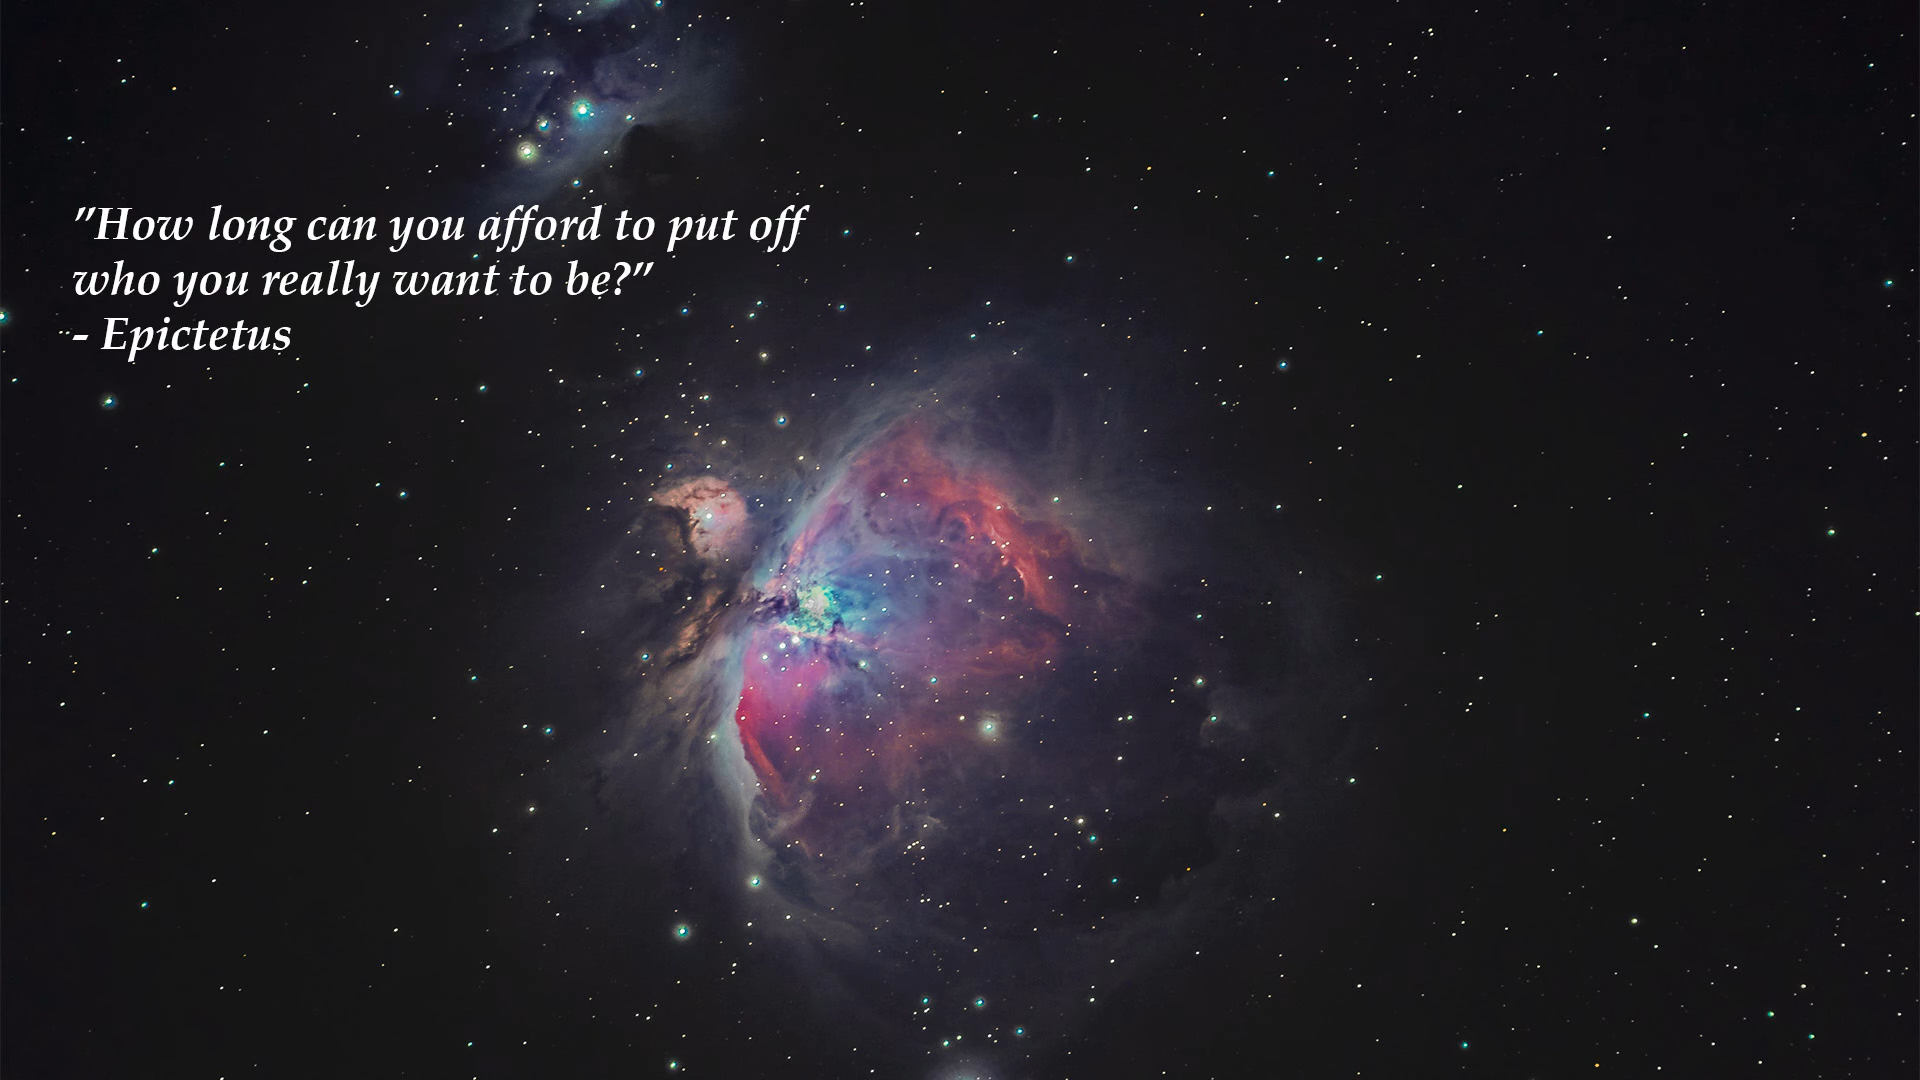 "How long can you afford to put off
who you really want to be?"
- Epictetus